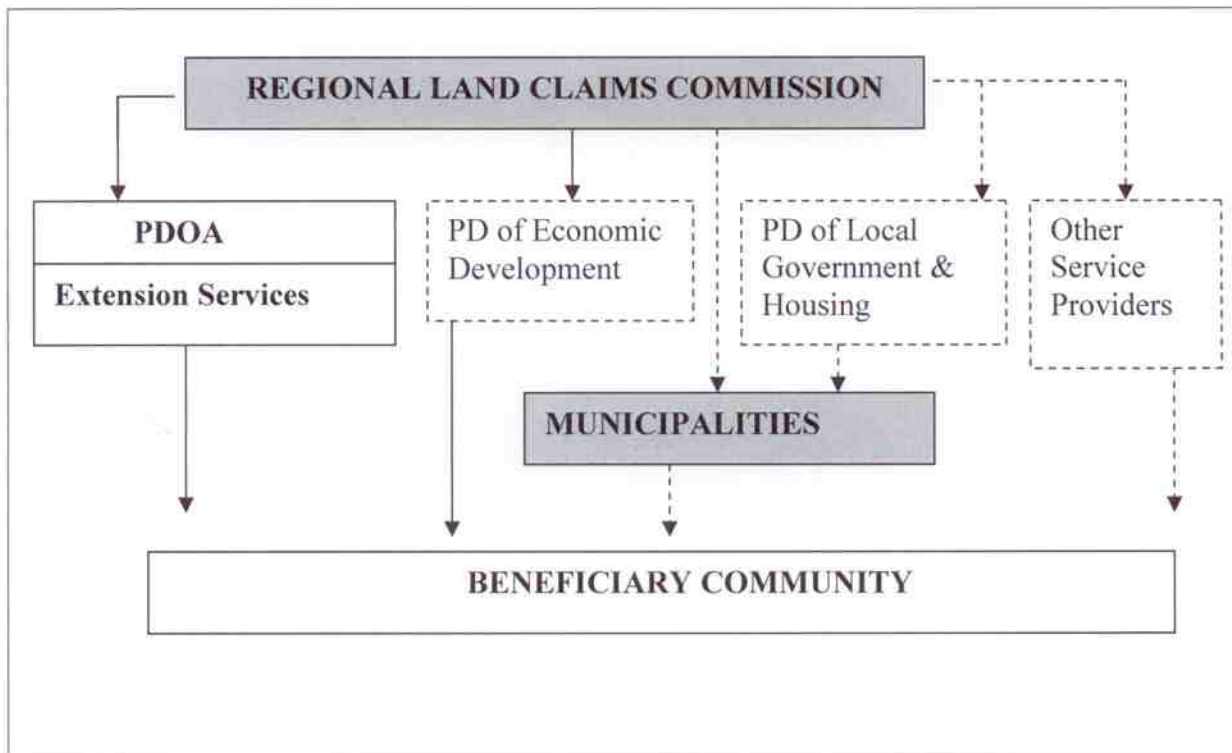 REGIONAL LAND CLAIMS COMMISSION
PDOA
Extension Services
PD of Economic
Development
PD of Local
Government &
Housing
Other
Service
Providers
MUNICIPALITIES
BENEFICIARY COMMUNITY